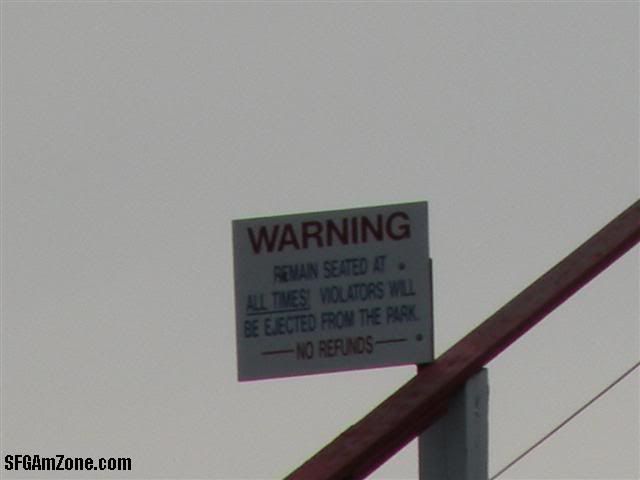 WARNING
REMAIN SEATED AT
ALL TIMES! VIOLATORS WILL
BE EJECTED FROM THE PARK.
NO REFUNDS
SFGAmZone.com